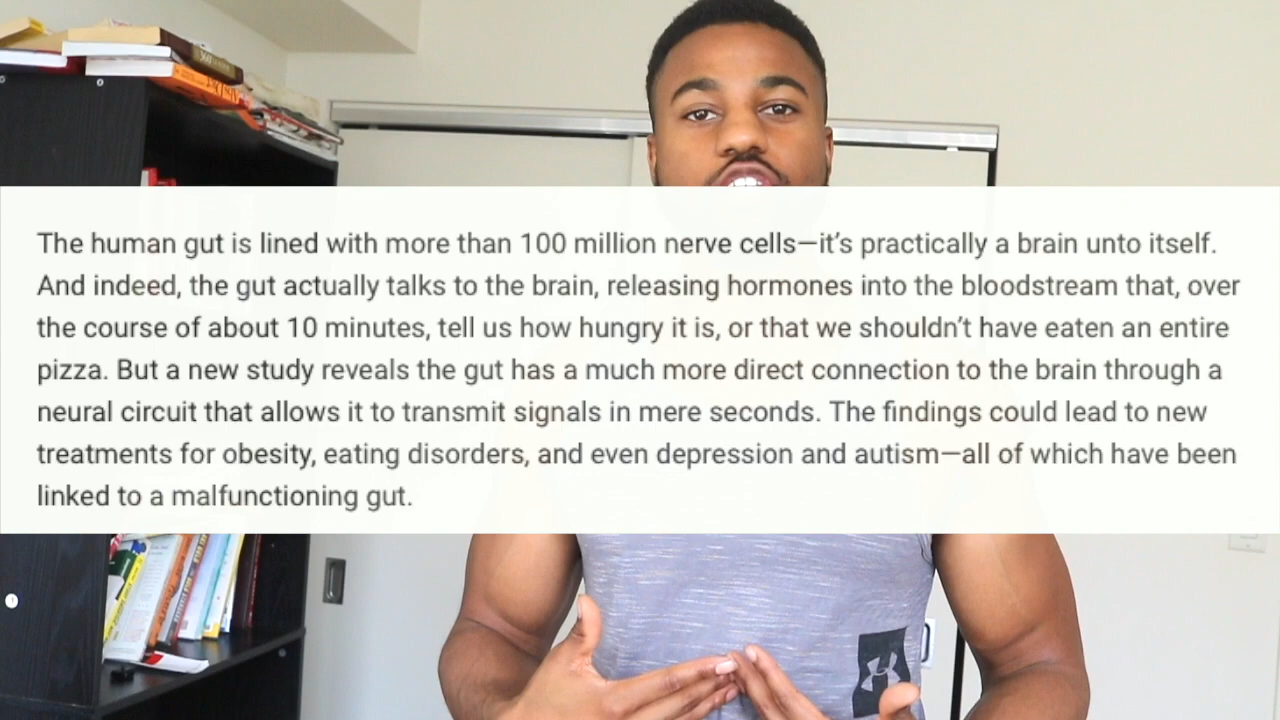 The human gut is lined with more than 100 million nerve cells—it's practically a brain unto itself.
And indeed, the gut actually talks to the brain, releasing hormones into the bloodstream that, over
the course of about 10 minutes, tell us how hungry it is, or that we shouldn't have eaten an entire
pizza. But a new study reveals the gut has a much more direct connection to the brain through a
neural circuit that allows it to transmit signals in mere seconds. The findings could lead to new
treatments for obesity, eating disorders, and even depression and autism—all of which have been
linked to a malfunctioning gut.